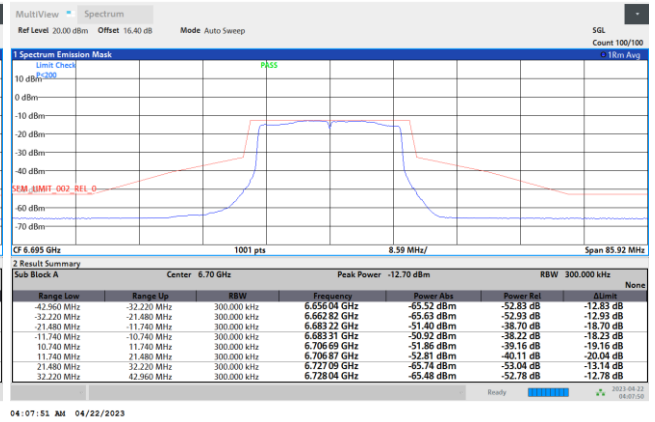 MultiView Spectrum
Ref Level 20.00 dBm Offset 16.40 dB Mode Auto Sweep SGL
Count 100/100
1 Spectrum Emission Mask 1Rm Avg
Limit Check PASS
P<200
10 dBm
0 dBm
-10 dBm
-20 dBm
-30 dBm
-40 dBm
SEM_LIMIT_002_REL_0
-60 dBm
-70 dBm
CF 6.695 GHz 1001 pts 8.59 MHz/ Span 85.92 MHz
2 Result Summary
Sub Block A Center 6.70 GHz Peak Power -12.70 dBm RBW 300.000 kHz
None
Range Low Range Up RBW Frequency Power Abs Power Rel ΔLimit
-42.960 MHz -32.220 MHz 300.000 kHz 6.65604 GHz -65.52 dBm -52.83 dB -12.83 dB
-32.220 MHz -21.480 MHz 300.000 kHz 6.66282 GHz -65.63 dBm -52.93 dB -12.93 dB
-21.480 MHz -11.740 MHz 300.000 kHz 6.68322 GHz -51.40 dBm -38.70 dB -18.70 dB
-11.740 MHz -10.740 MHz 300.000 kHz 6.68331 GHz -50.92 dBm -38.22 dB -18.23 dB
10.740 MHz 11.740 MHz 300.000 kHz 6.70669 GHz -51.86 dBm -39.16 dB -19.16 dB
11.740 MHz 21.480 MHz 300.000 kHz 6.70687 GHz -52.81 dBm -40.11 dB -20.04 dB
21.480 MHz 32.220 MHz 300.000 kHz 6.72709 GHz -65.74 dBm -53.04 dB -13.14 dB
32.220 MHz 42.960 MHz 300.000 kHz 6.72804 GHz -65.48 dBm -52.78 dB -12.78 dB
Ready 2023-04-22
04:07:50
04:07:51 AM 04/22/2023